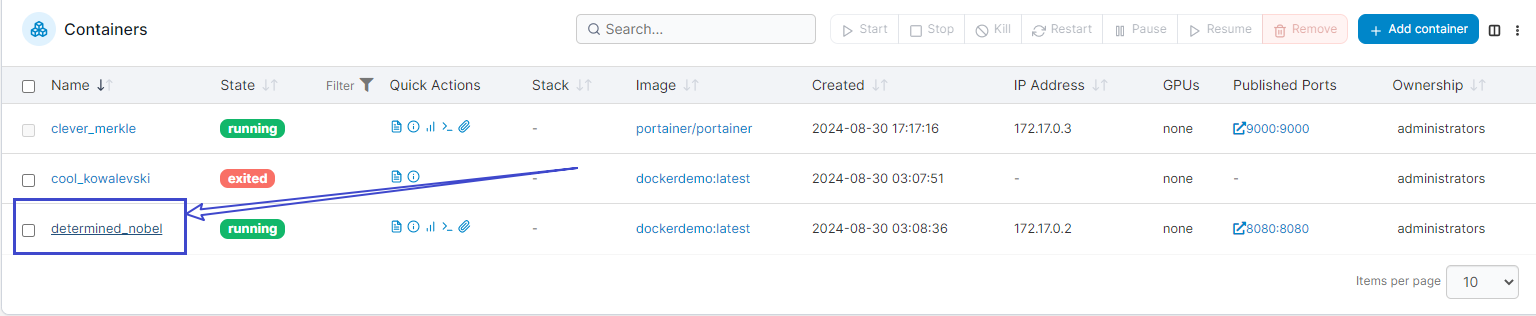 Containers Search... Start Stop Kill Restart Pause Resume Remove + Add container
Name State Filter Quick Actions Stack Image Created IP Address GPUs Published Ports Ownership
clever_merkle running - portainer/portainer 2024-08-30 17:17:16 172.17.0.3 none 9000:9000 administrators
cool_kowalevski exited - dockerdemo:latest 2024-08-30 03:07:51 - none - administrators
determined_nobel running - dockerdemo:latest 2024-08-30 03:08:36 172.17.0.2 none 8080:8080 administrators
Items per page 10